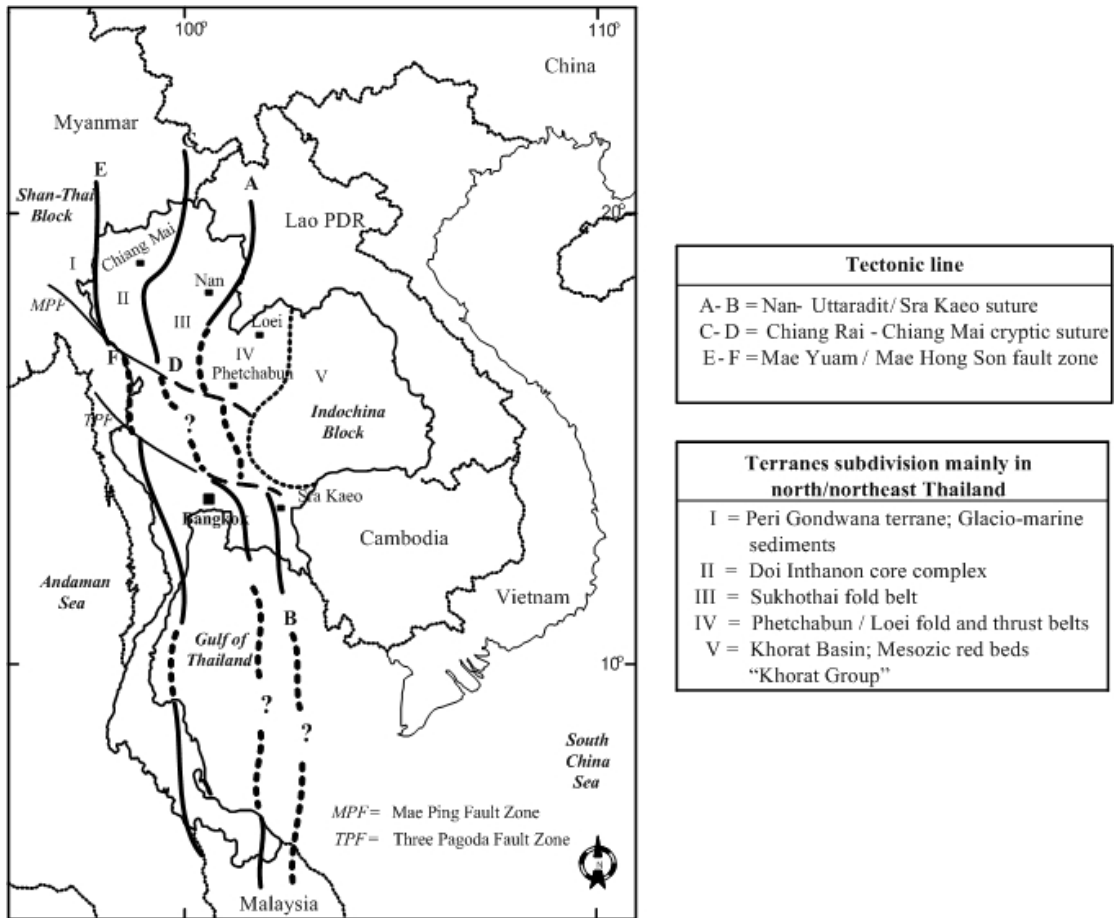 100°
110°
China
Myanmar
C
E
A
Shan-Thai
Block
Lao PDR
20°
Chiang Mai
I
Nan
MPF
II
III
Loei
F
D
IV
Phetchabun
V
TPF
?
Indochina
Block
Sra Kaeo
Bangkok
Cambodia
Andaman
Sea
Vietnam
B
Gulf of
Thailand
10°
?
?
South
China
Sea
MPF = Mae Ping Fault Zone
TPF = Three Pagoda Fault Zone
N
Malaysia
Tectonic line
A- B = Nan- Uttaradit/ Sra Kaeo suture
C- D = Chiang Rai - Chiang Mai cryptic suture
E - F = Mae Yuam / Mae Hong Son fault zone
Terranes subdivision mainly in
north/northeast Thailand
I = Peri Gondwana terrane; Glacio-marine
sediments
II = Doi Inthanon core complex
III = Sukhothai fold belt
IV = Phetchabun / Loei fold and thrust belts
V = Khorat Basin; Mesozic red beds
“Khorat Group”